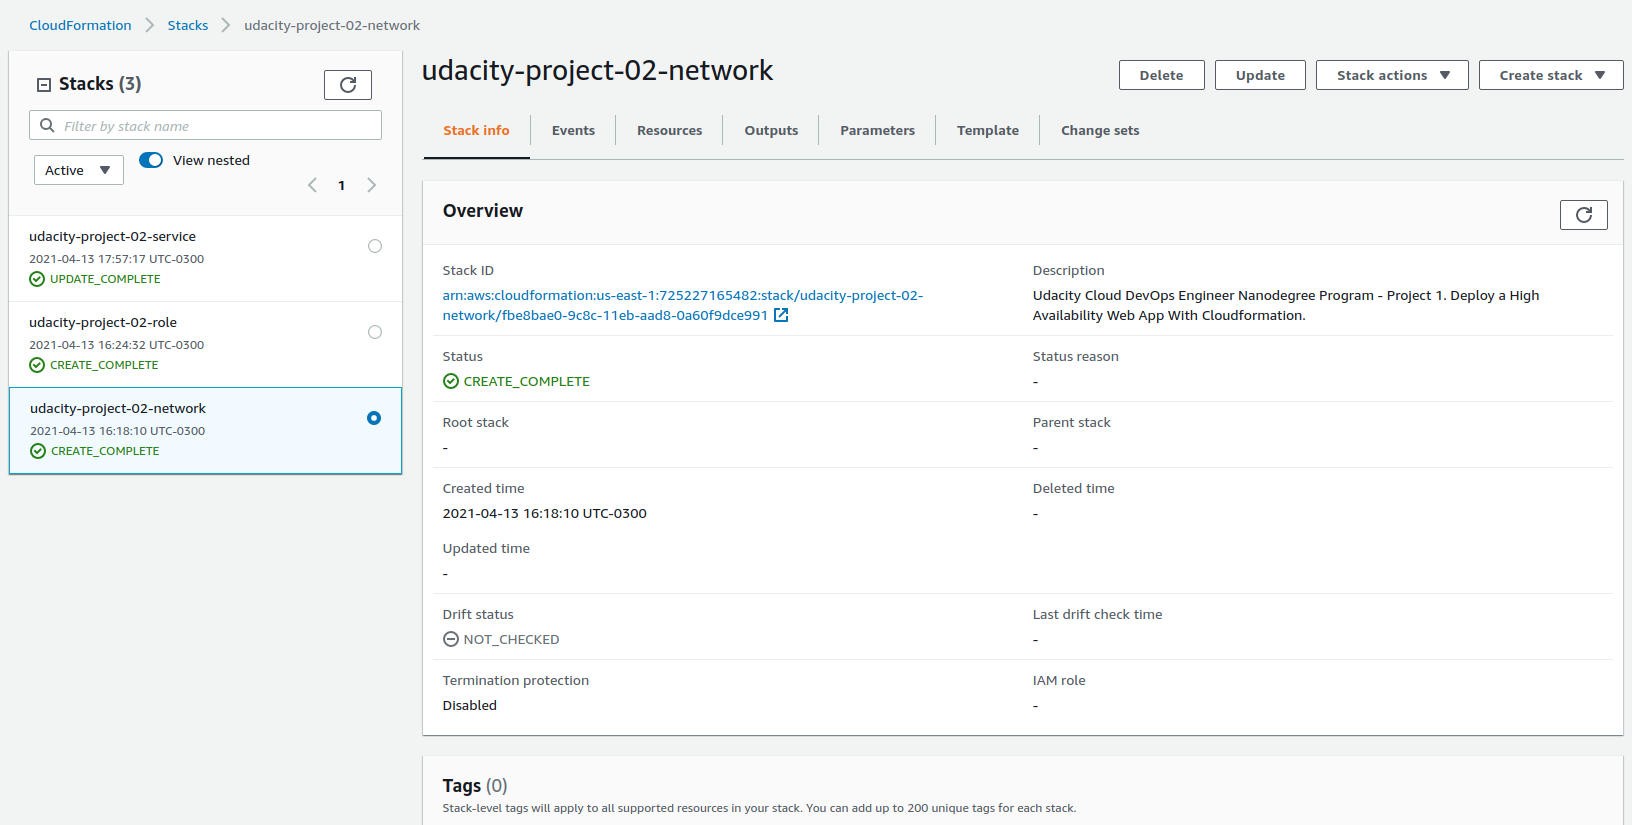 CloudFormation
Stacks
udacity-project-02-network
Stacks (3)
Filter by stack name
Active
View nested
1
udacity-project-02-service
2021-04-13 17:57:17 UTC-0300
UPDATE_COMPLETE
udacity-project-02-role
2021-04-13 16:24:32 UTC-0300
CREATE_COMPLETE
udacity-project-02-network
2021-04-13 16:18:10 UTC-0300
CREATE_COMPLETE
udacity-project-02-network
Delete
Update
Stack actions
Create stack
Stack info
Events
Resources
Outputs
Parameters
Template
Change sets
Overview
Stack ID
arn:aws:cloudformation:us-east-1:725227165482:stack/udacity-project-02-
network/fbe8bae0-9c8c-11eb-aad8-0a60f9dce991
Description
Udacity Cloud DevOps Engineer Nanodegree Program - Project 1. Deploy a High
Availability Web App With Cloudformation.
Status
CREATE_COMPLETE
Status reason
-
Root stack
-
Parent stack
-
Created time
2021-04-13 16:18:10 UTC-0300
Deleted time
-
Updated time
-
Drift status
NOT_CHECKED
Last drift check time
-
Termination protection
Disabled
IAM role
-
Tags (0)
Stack-level tags will apply to all supported resources in your stack. You can add up to 200 unique tags for each stack.